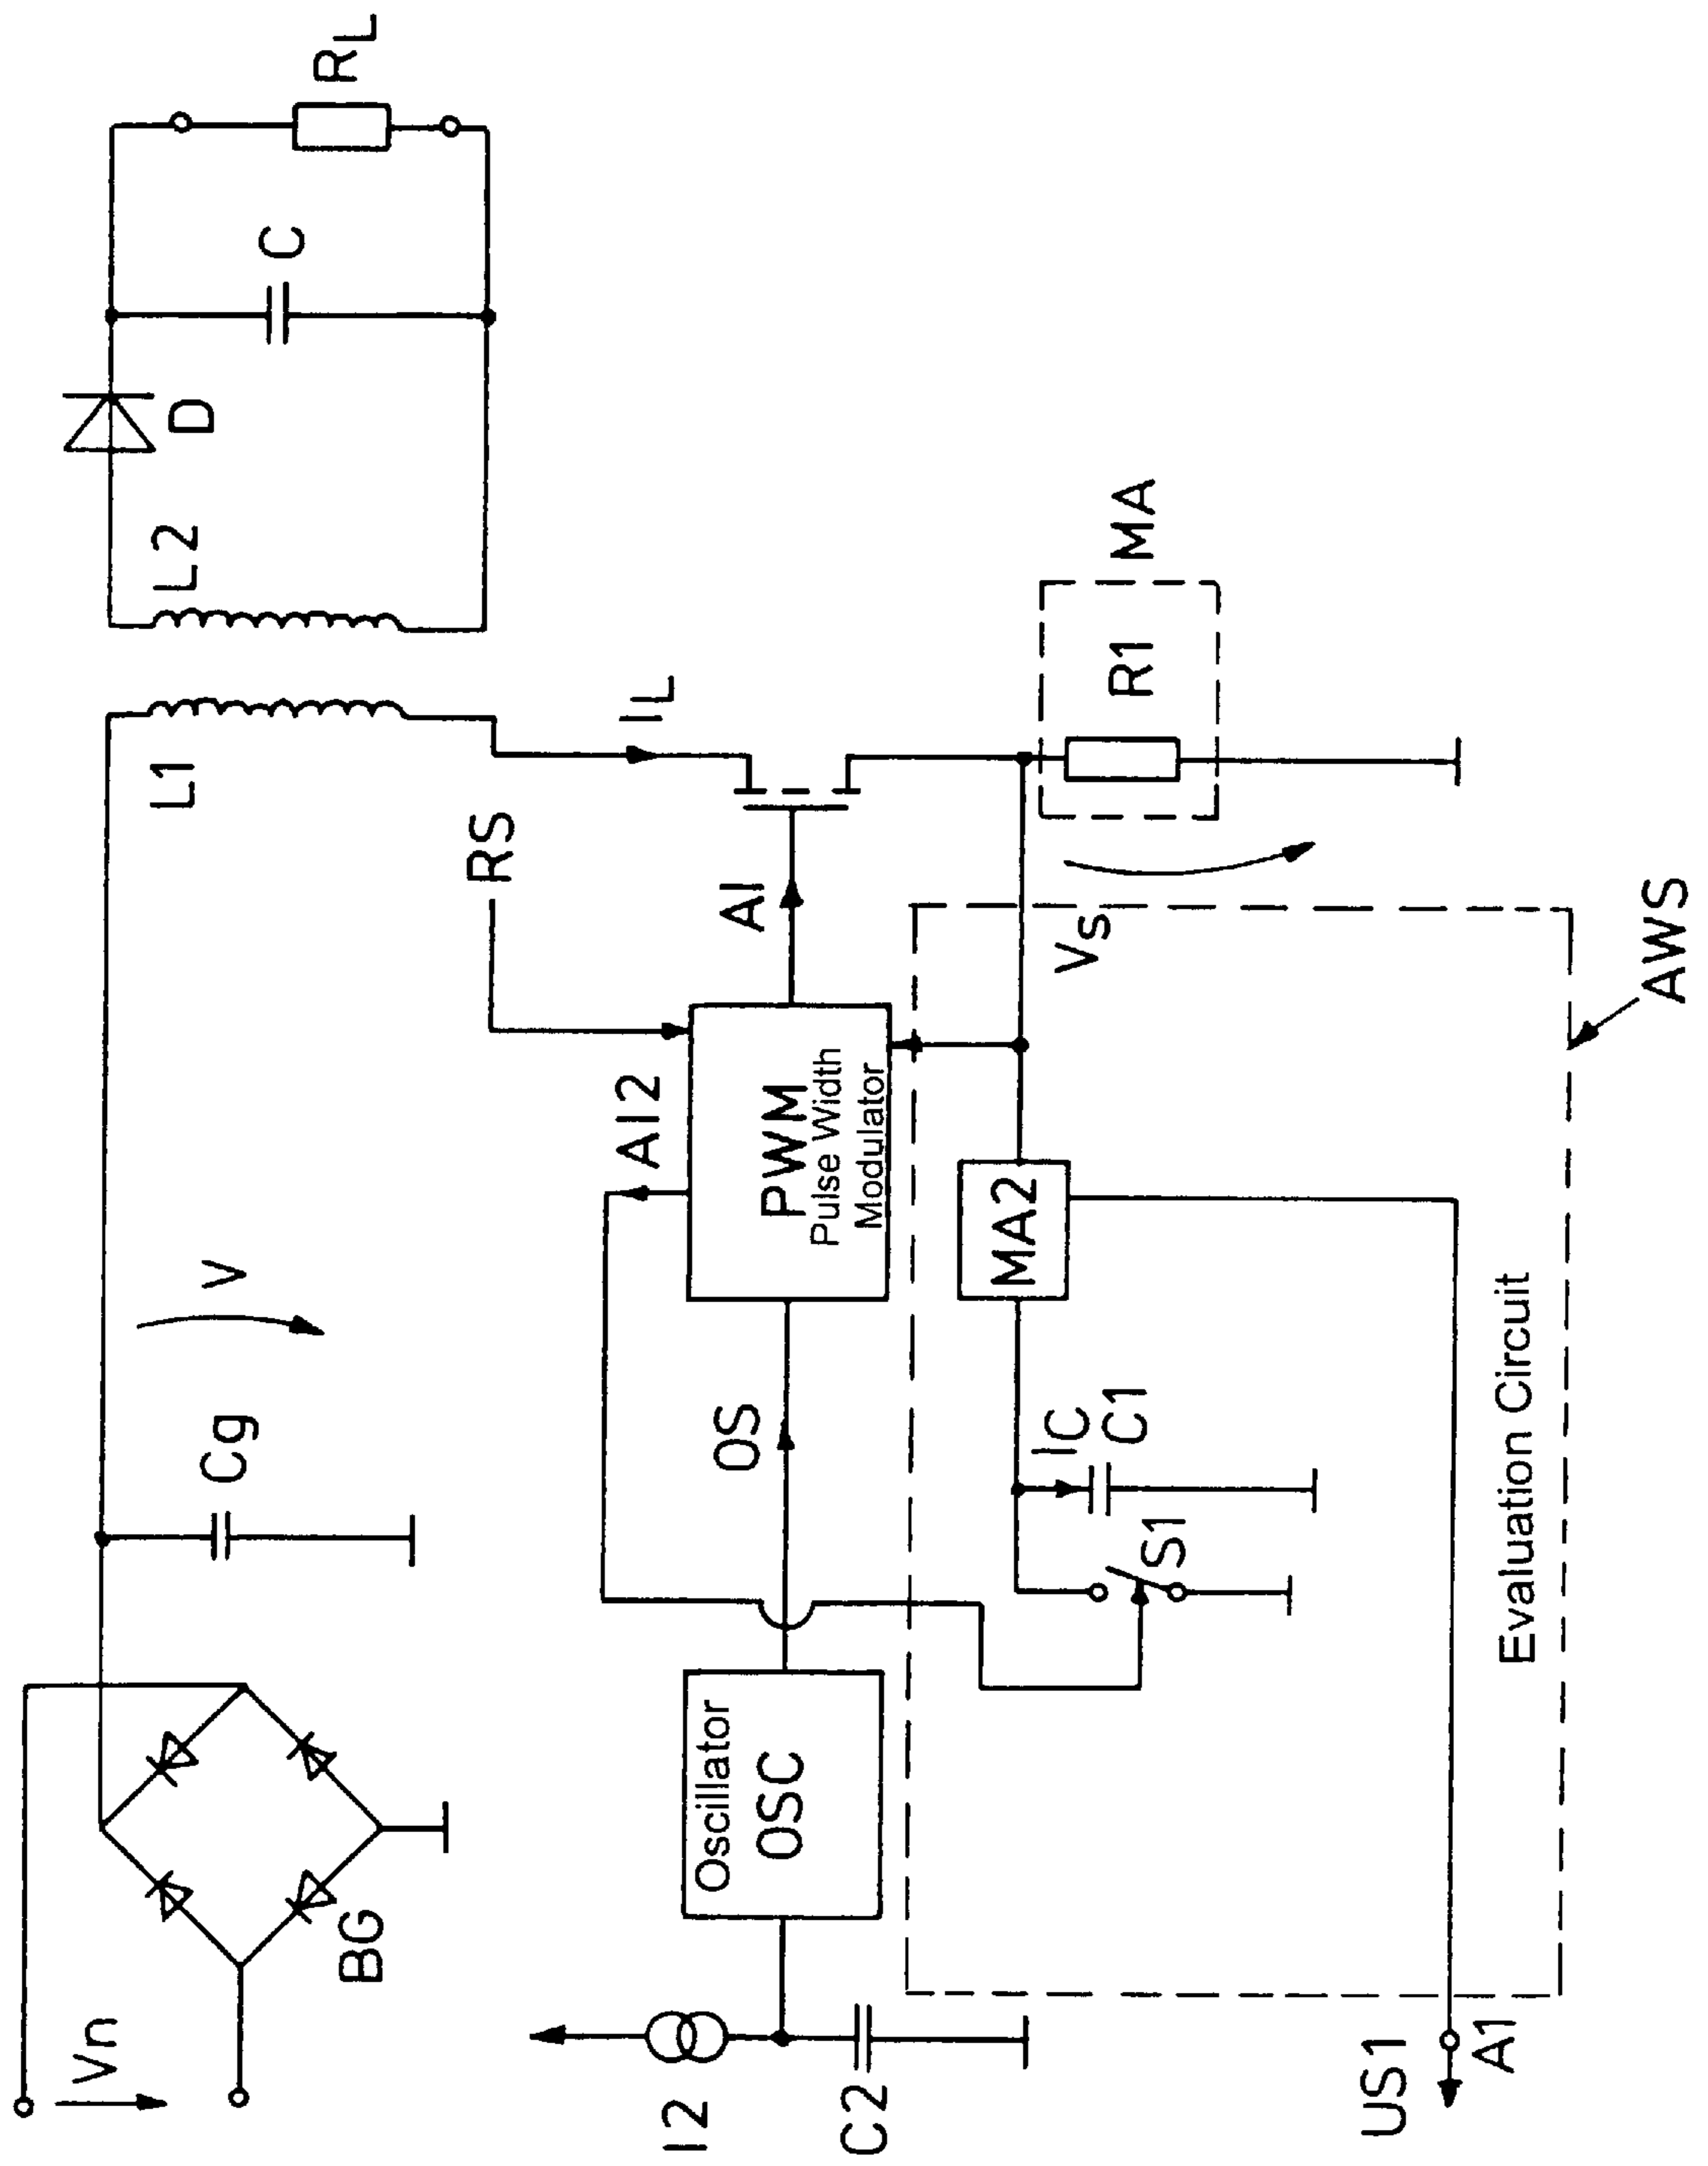 Vn
BG
Cg
V
L1
L2
D
C
RL
I2
C2
Oscillator
OSC
OS
AI2
RS
PWM
Pulse Width
Modulator
AI
IL
S1
IC
C1
MA2
VS
R1
MA
Evaluation Circuit
AWS
US1
A1